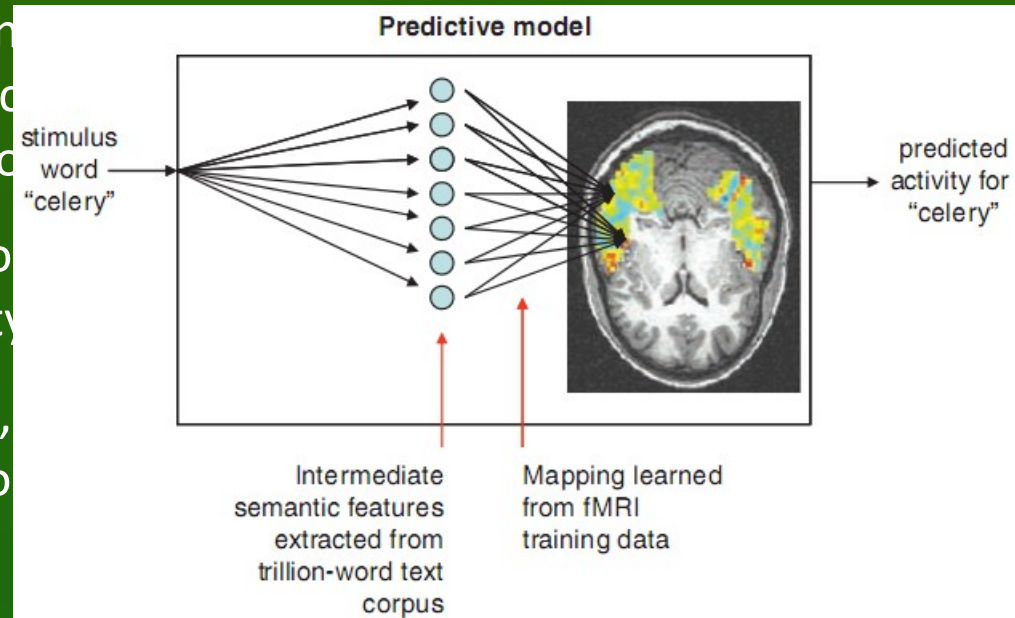 Predictive model
stimulus
word
“celery”
predicted
activity for
“celery”
Intermediate
semantic features
extracted from
trillion-word text
corpus
Mapping learned
from fMRI
training data